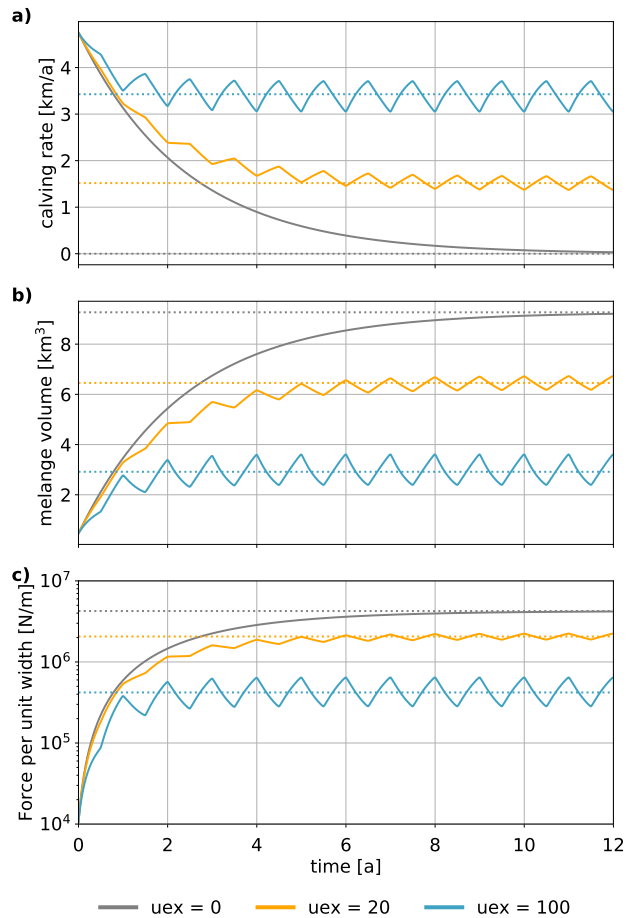 a)
calving rate [km/a]
4
3
2
1
0
b)
melange volume [km³]
8
6
4
2
c)
Force per unit width [N/m]
10⁷
10⁶
10⁵
10⁴
0 2 4 6 8 10 12
time [a]
uex = 0 uex = 20 uex = 100